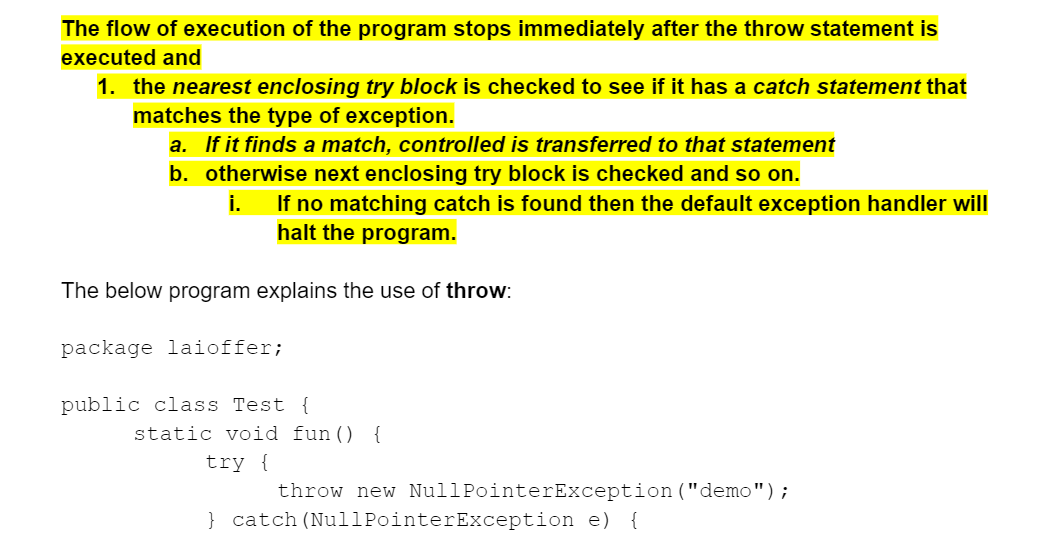 The flow of execution of the program stops immediately after the throw statement is
executed and
1. the nearest enclosing try block is checked to see if it has a catch statement that
matches the type of exception.
a. If it finds a match, controlled is transferred to that statement
b. otherwise next enclosing try block is checked and so on.
i. If no matching catch is found then the default exception handler will
halt the program.
The below program explains the use of throw:
package laioffer;
public class Test {
static void fun() {
try {
throw new NullPointerException("demo");
} catch(NullPointerException e) {